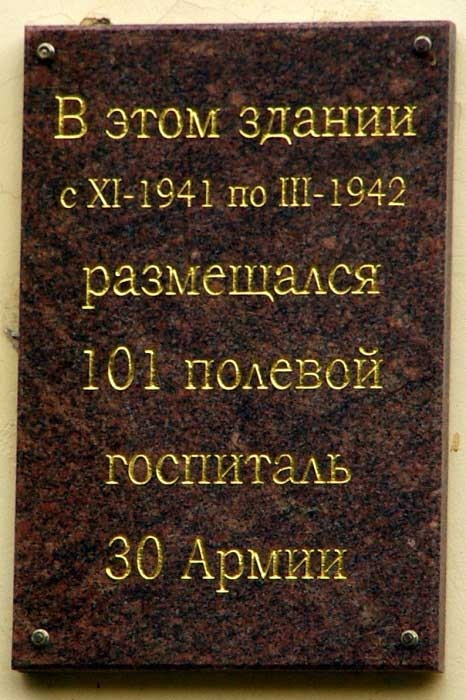 В этом здании
с XI-1941 по III-1942
размещался
101 полевой
госпиталь
30 Армии